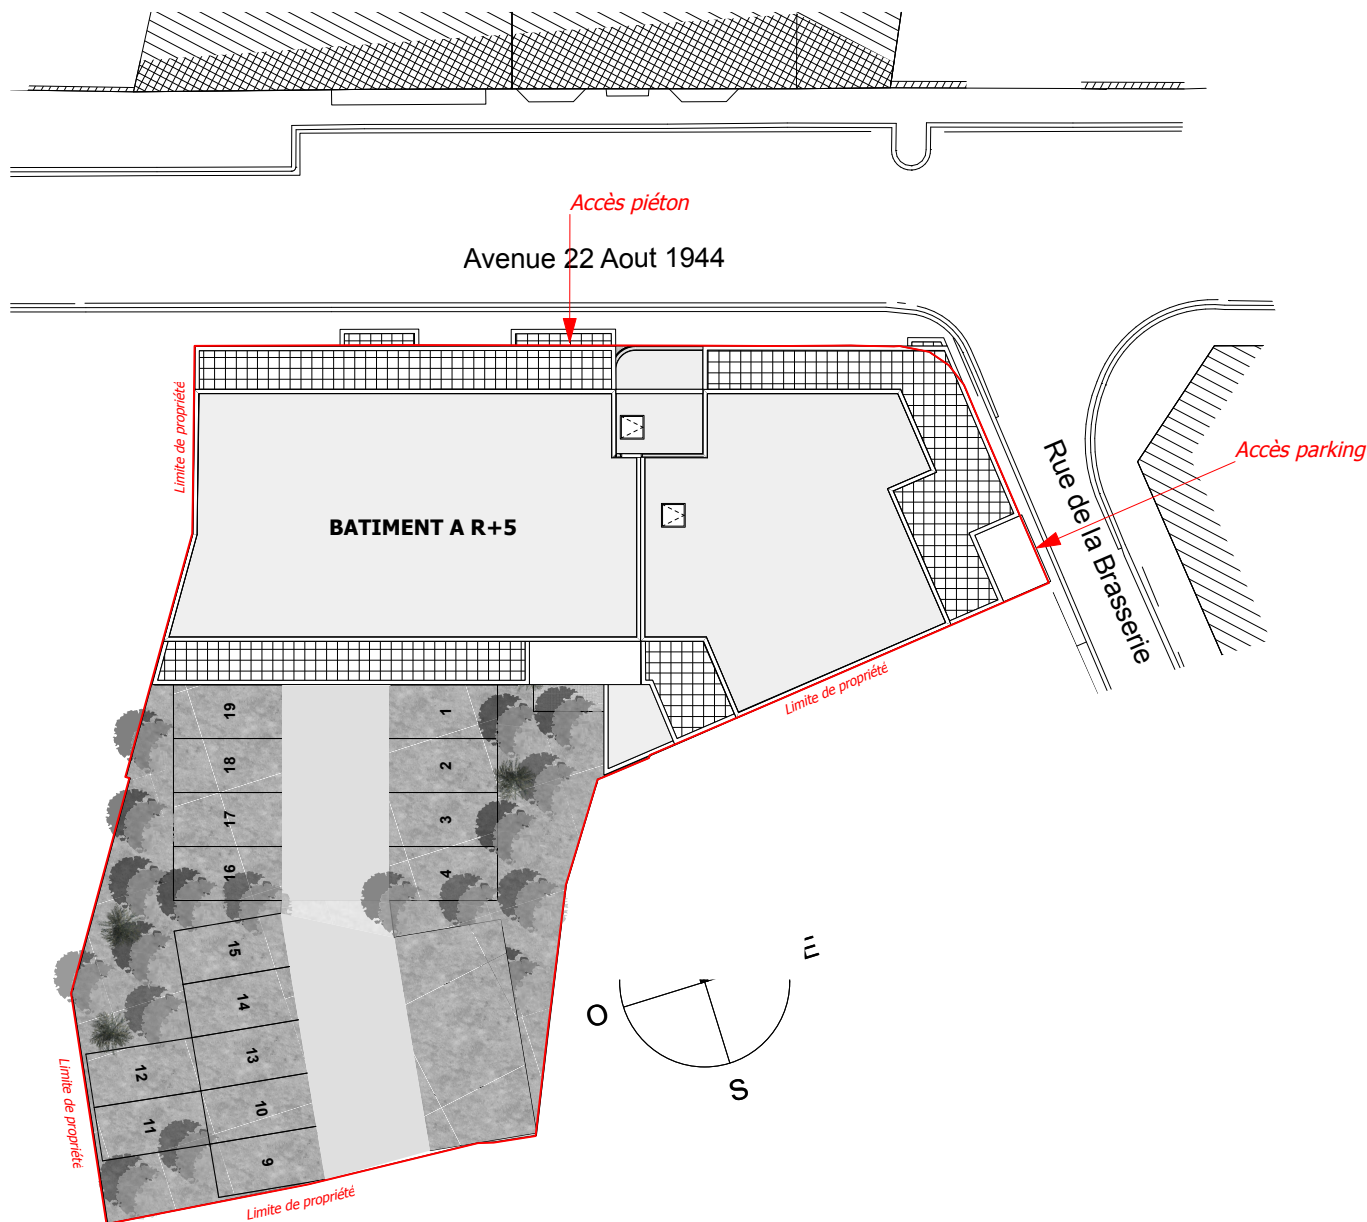 Accès piéton
Avenue 22 Aout 1944
Limite de propriété
Accès parking
Rue de la Brasserie
BATIMENT A R+5
Limite de propriété
19
1
18
2
17
3
16
4
15
14
13
12
10
11
9
E
O
S
Limite de propriété
Limite de propriété